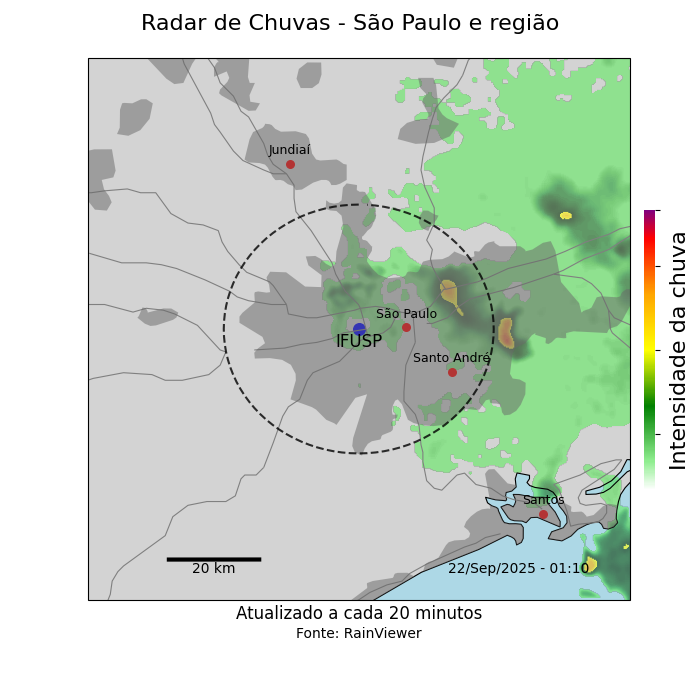 Radar de Chuvas - São Paulo e região
Jundiaí
São Paulo
IFUSP
Santo André
Santos
20 km
22/Sep/2025 - 01:10
Intensidade da chuva
Atualizado a cada 20 minutos
Fonte: RainViewer